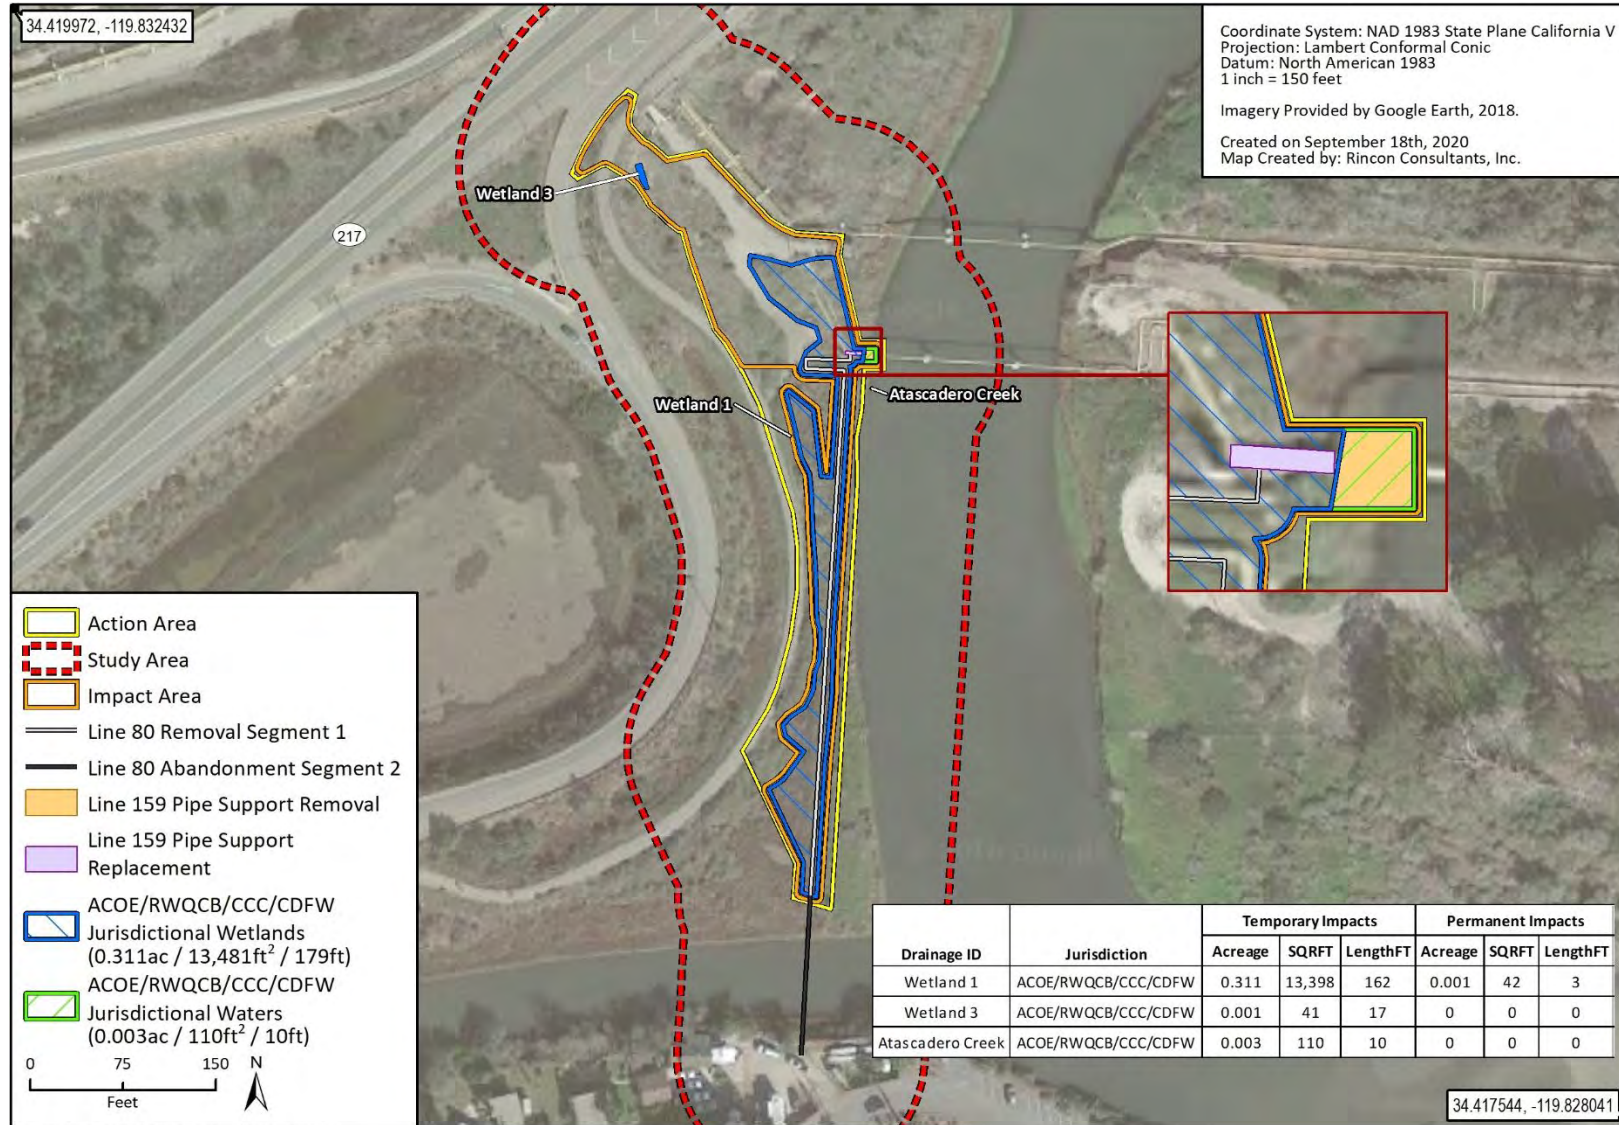 34.419972, -119.832432
Coordinate System: NAD 1983 State Plane California V
Projection: Lambert Conformal Conic
Datum: North American 1983
1 inch = 150 feet
Imagery Provided by Google Earth, 2018.
Created on September 18th, 2020
Map Created by: Rincon Consultants, Inc.
Wetland 3
217
Wetland 1
Atascadero Creek
Action Area
Study Area
Impact Area
Line 80 Removal Segment 1
Line 80 Abandonment Segment 2
Line 159 Pipe Support Removal
Line 159 Pipe Support
Replacement
ACOE/RWQCB/CCC/CDFW
Jurisdictional Wetlands
(0.311ac / 13,481ft² / 179ft)
ACOE/RWQCB/CCC/CDFW
Jurisdictional Waters
(0.003ac / 110ft² / 10ft)
0 75 150 N
Feet
Temporary Impacts Permanent Impacts
Drainage ID Jurisdiction Acreage SQRFT LengthFT Acreage SQRFT LengthFT
Wetland 1 ACOE/RWQCB/CCC/CDFW 0.311 13,398 162 0.001 42 3
Wetland 3 ACOE/RWQCB/CCC/CDFW 0.001 41 17 0 0 0
Atascadero Creek ACOE/RWQCB/CCC/CDFW 0.003 110 10 0 0 0
34.417544, -119.828041